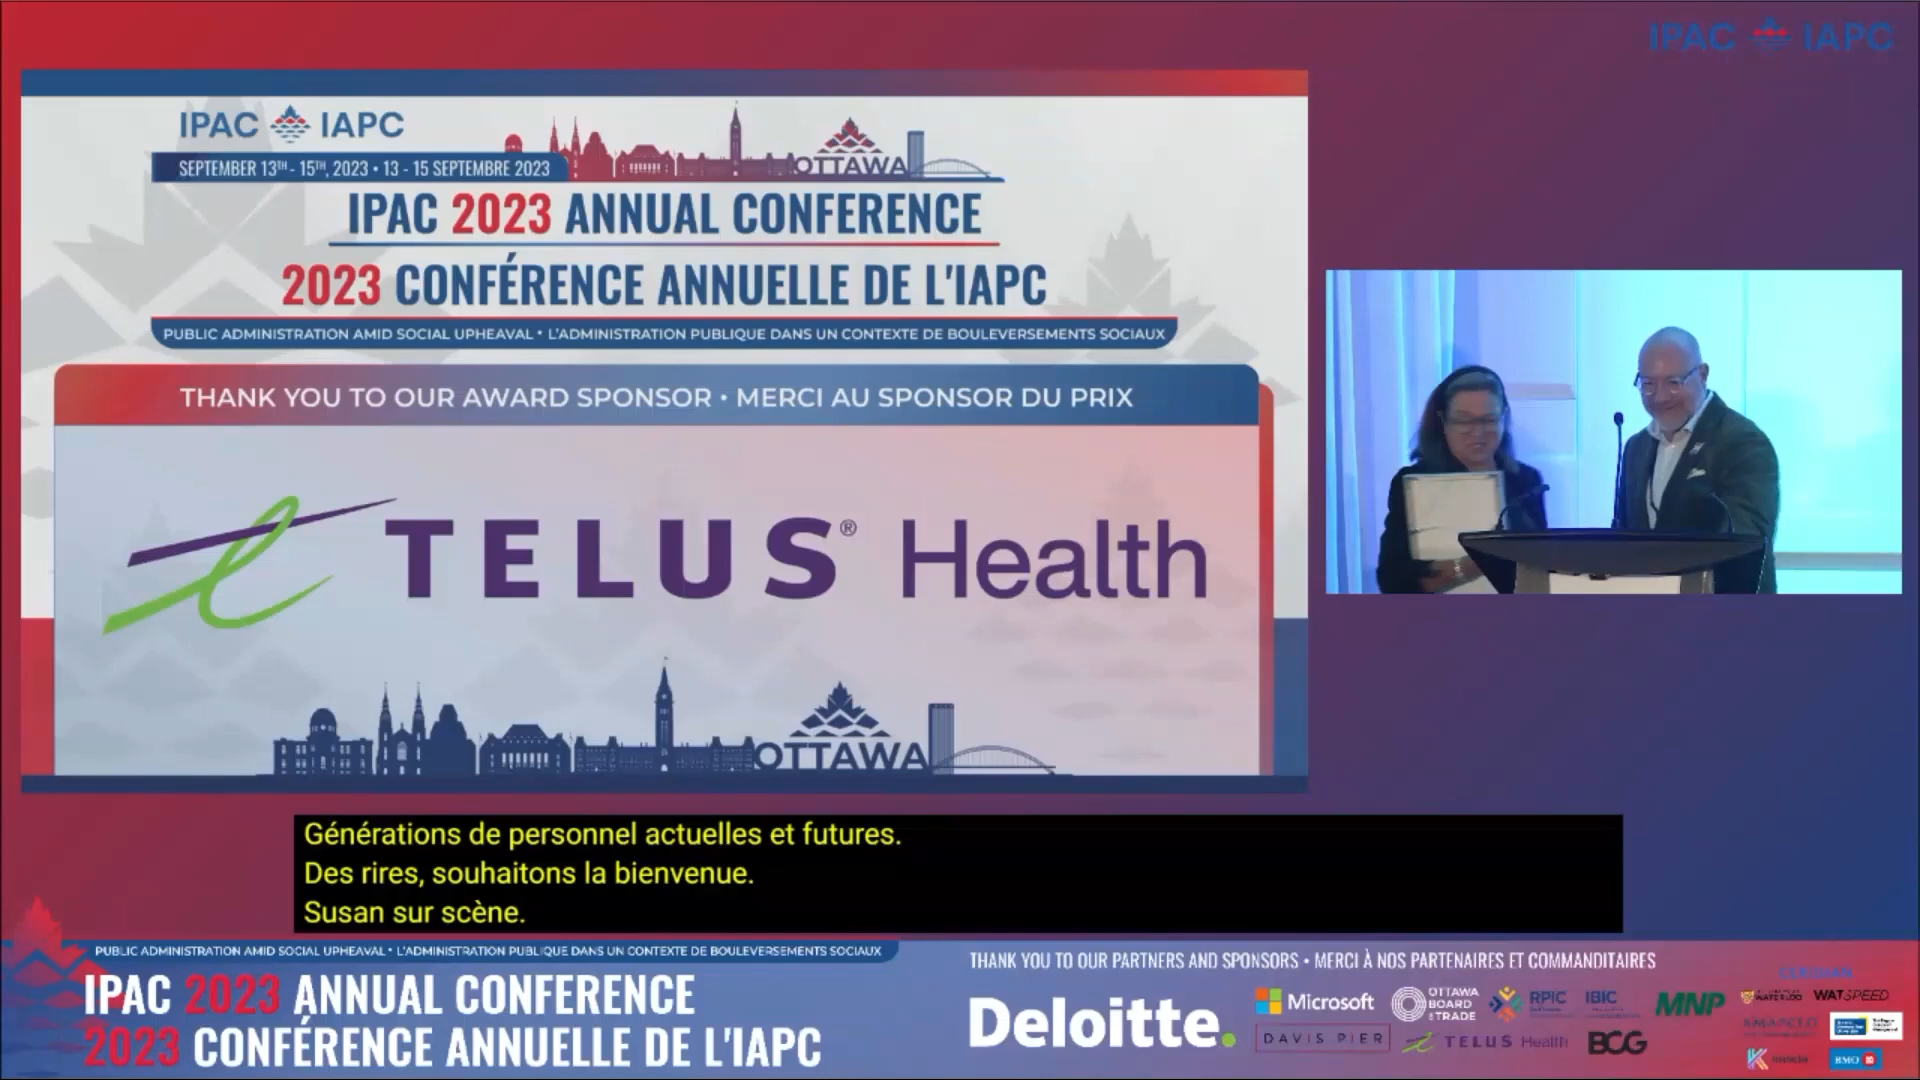 IPAC IAPC
IPAC IAPC
SEPTEMBER 13TH - 15TH, 2023 • 13 - 15 SEPTEMBRE 2023
OTTAWA
IPAC 2023 ANNUAL CONFERENCE
2023 CONFÉRENCE ANNUELLE DE L'IAPC
PUBLIC ADMINISTRATION AMID SOCIAL UPHEAVAL • L'ADMINISTRATION PUBLIQUE DANS UN CONTEXTE DE BOULEVERSEMENTS SOCIAUX
THANK YOU TO OUR AWARD SPONSOR • MERCI AU SPONSOR DU PRIX
TELUS® Health
OTTAWA
Générations de personnel actuelles et futures.
Des rires, souhaitons la bienvenue.
Susan sur scène.
PUBLIC ADMINISTRATION AMID SOCIAL UPHEAVAL • L'ADMINISTRATION PUBLIQUE DANS UN CONTEXTE DE BOULEVERSEMENTS SOCIAUX
IPAC 2023 ANNUAL CONFERENCE
2023 CONFÉRENCE ANNUELLE DE L'IAPC
THANK YOU TO OUR PARTNERS AND SPONSORS • MERCI À NOS PARTENAIRES ET COMMANDITAIRES
Deloitte.
Microsoft
OTTAWA
BOARD
OF TRADE
RPIC
IBIC
MNP
WATERLOO
WATSPEED
DAVIS PIER
TELUS Health
BCG
BMO